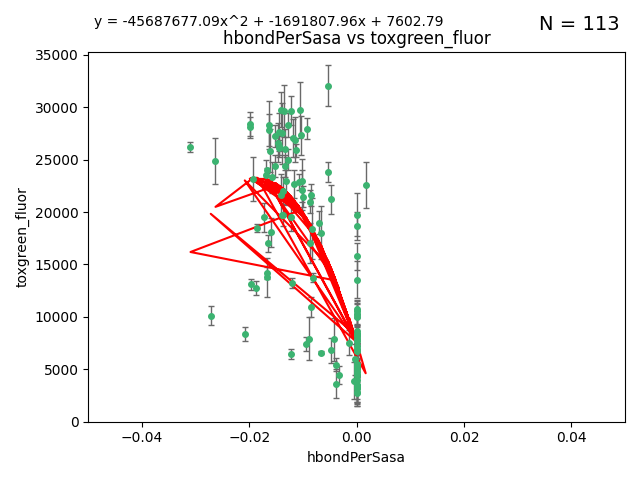 y = -45687677.09x^2 + -1691807.96x + 7602.79
N = 113
hbondPerSasa vs toxgreen_fluor
35000
30000
25000
20000
15000
10000
5000
0
toxgreen_fluor
−0.04
−0.02
0.00
0.02
0.04
hbondPerSasa